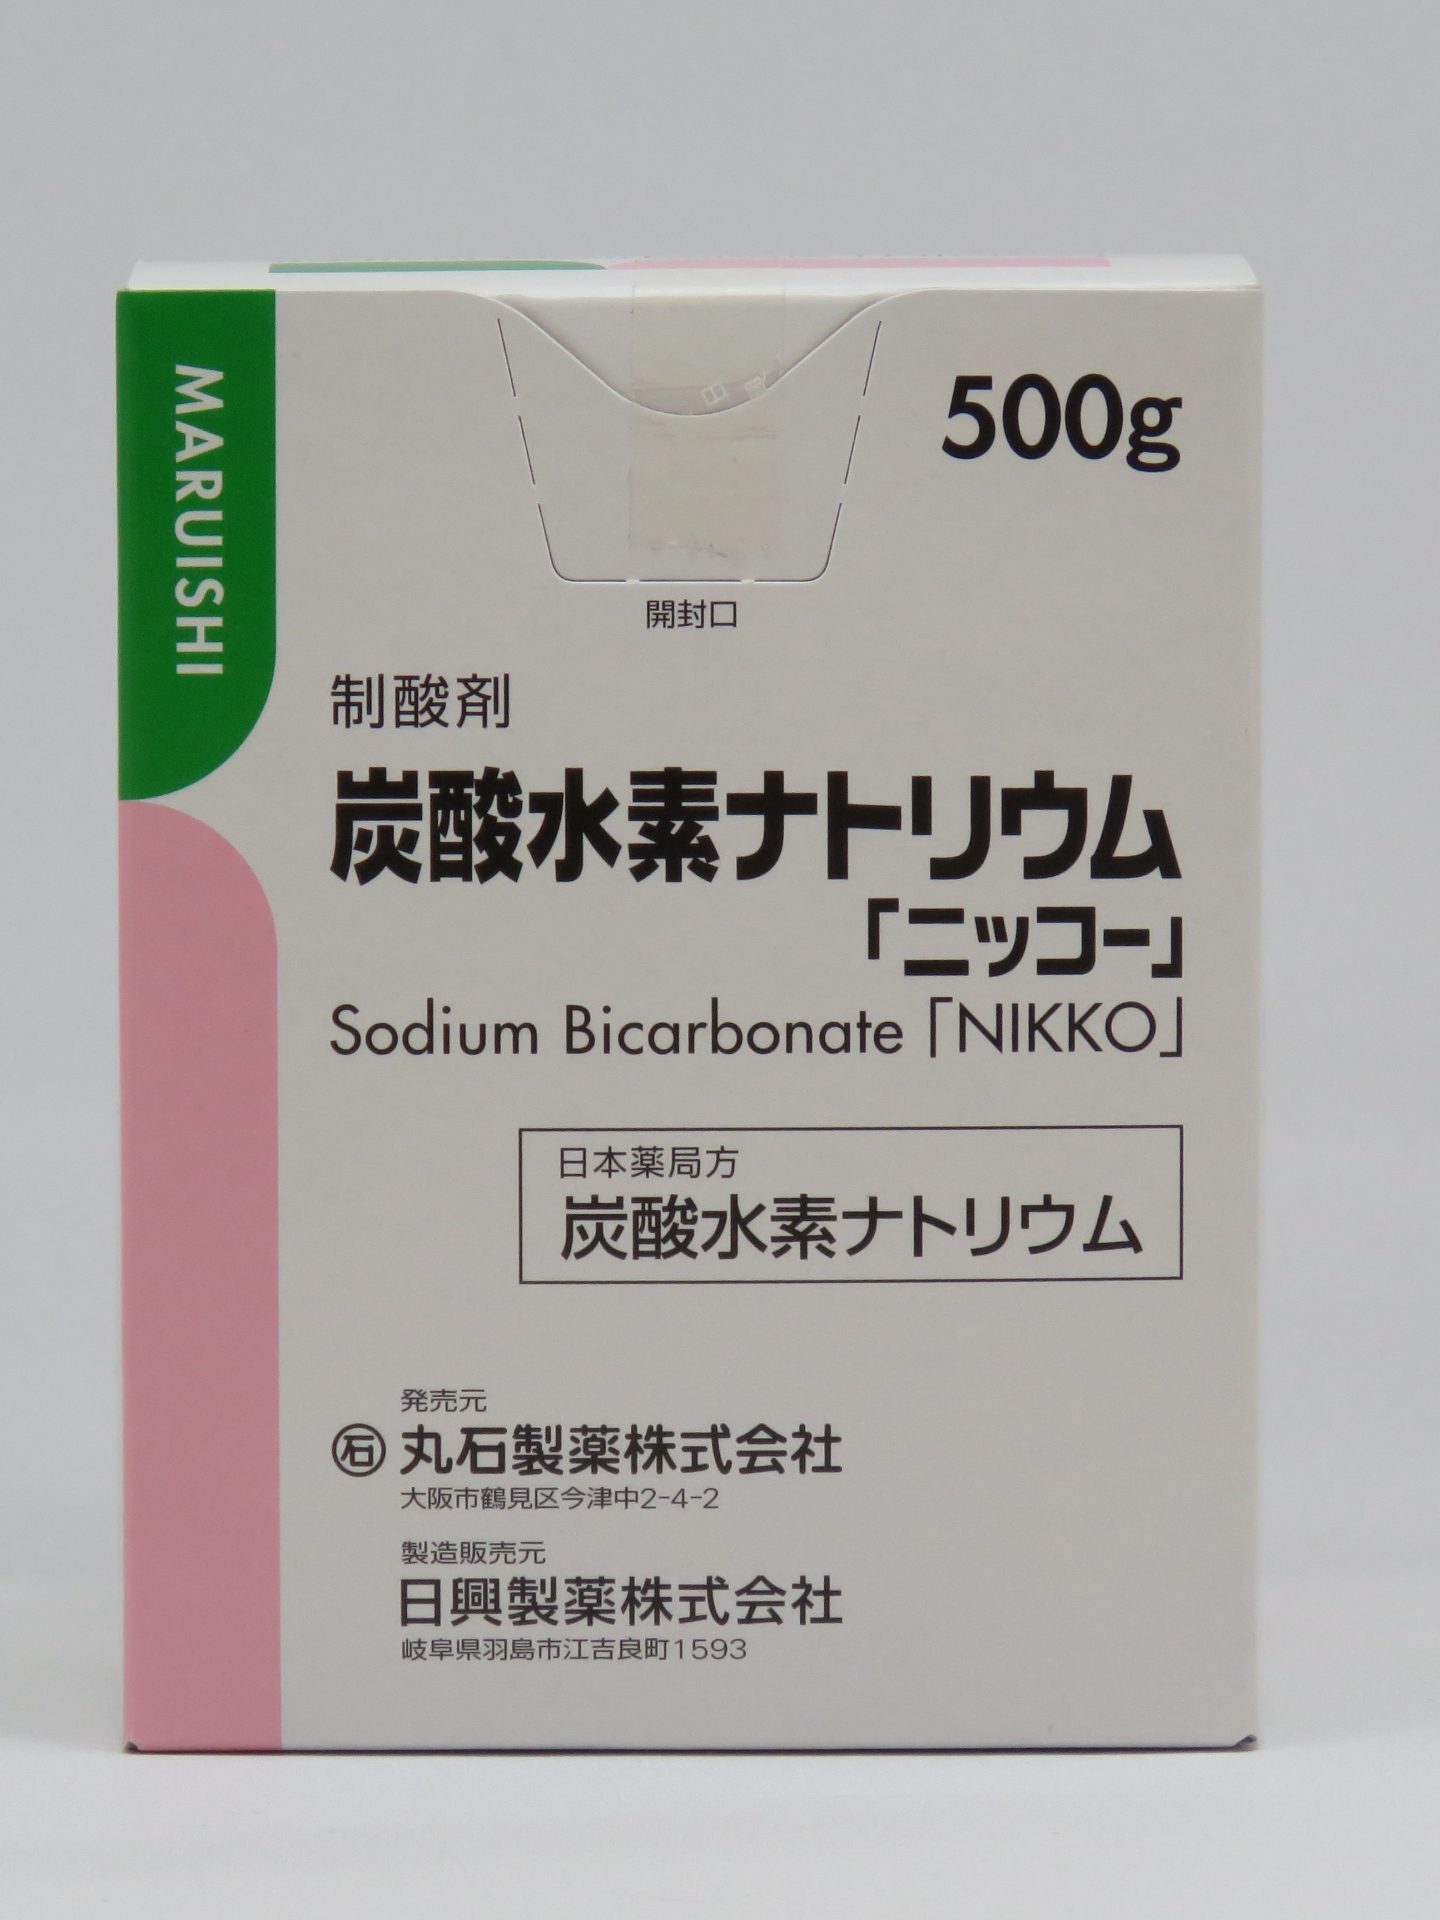 MARUISHI
500g
開封口
制酸剤
炭酸水素ナトリウム
「ニッコー」
Sodium Bicarbonate「NIKKO」
日本薬局方
炭酸水素ナトリウム
発売元
石 丸石製薬株式会社
大阪市鶴見区今津中2-4-2
製造販売元
日興製薬株式会社
岐阜県羽島市江吉良町1593